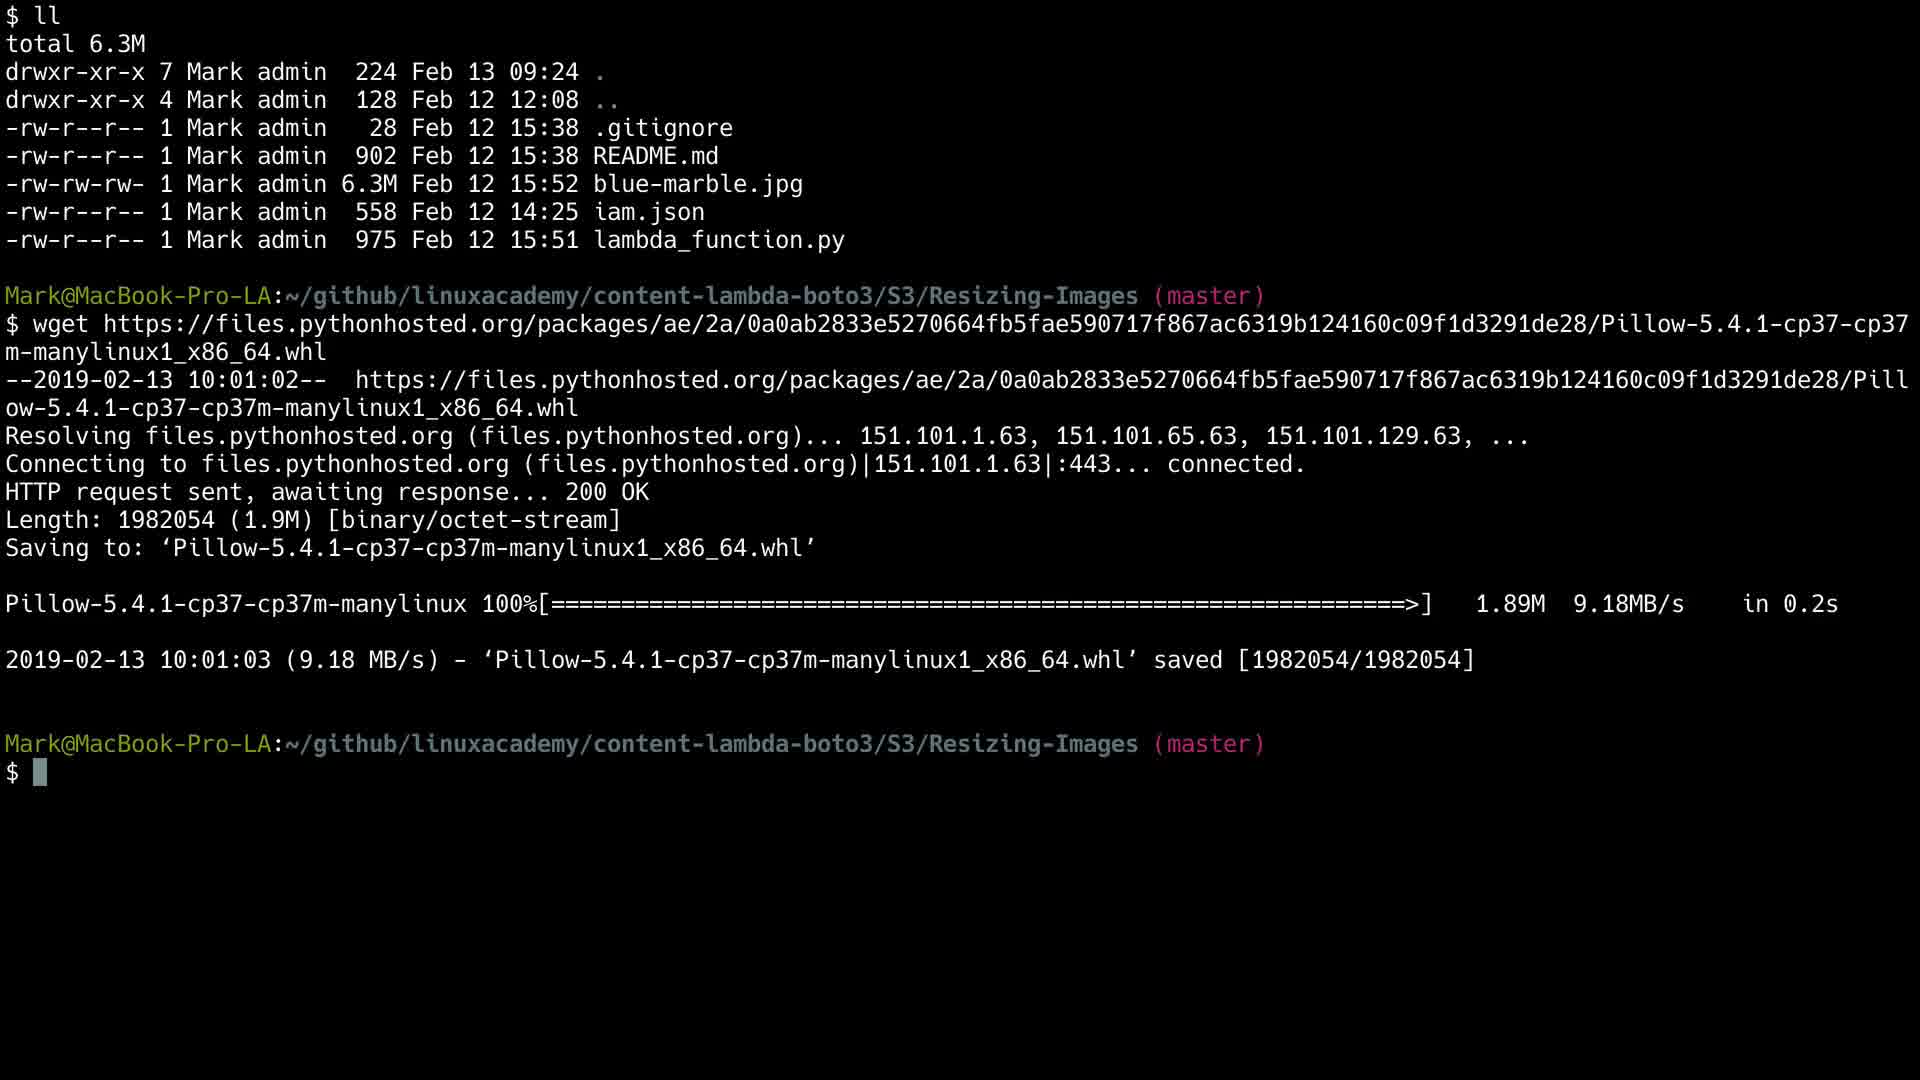 $ ll
total 6.3M
drwxr-xr-x 7 Mark admin  224 Feb 13 09:24 .
drwxr-xr-x 4 Mark admin  128 Feb 12 12:08 ..
-rw-r--r-- 1 Mark admin   28 Feb 12 15:38 .gitignore
-rw-r--r-- 1 Mark admin  902 Feb 12 15:38 README.md
-rw-rw-rw- 1 Mark admin 6.3M Feb 12 15:52 blue-marble.jpg
-rw-r--r-- 1 Mark admin  558 Feb 12 14:25 iam.json
-rw-r--r-- 1 Mark admin  975 Feb 12 15:51 lambda_function.py
Mark@MacBook-Pro-LA:~/github/linuxacademy/content-lambda-boto3/S3/Resizing-Images (master)
$ wget https://files.pythonhosted.org/packages/ae/2a/0a0ab2833e5270664fb5fae590717f867ac6319b124160c09f1d3291de28/Pillow-5.4.1-cp37-cp37
m-manylinux1_x86_64.whl
--2019-02-13 10:01:02--  https://files.pythonhosted.org/packages/ae/2a/0a0ab2833e5270664fb5fae590717f867ac6319b124160c09f1d3291de28/Pill
ow-5.4.1-cp37-cp37m-manylinux1_x86_64.whl
Resolving files.pythonhosted.org (files.pythonhosted.org)... 151.101.1.63, 151.101.65.63, 151.101.129.63, ...
Connecting to files.pythonhosted.org (files.pythonhosted.org)|151.101.1.63|:443... connected.
HTTP request sent, awaiting response... 200 OK
Length: 1982054 (1.9M) [binary/octet-stream]
Saving to: ‘Pillow-5.4.1-cp37-cp37m-manylinux1_x86_64.whl’
Pillow-5.4.1-cp37-cp37m-manylinux 100%[=============================================================>]   1.89M  9.18MB/s    in 0.2s
2019-02-13 10:01:03 (9.18 MB/s) - ‘Pillow-5.4.1-cp37-cp37m-manylinux1_x86_64.whl’ saved [1982054/1982054]
Mark@MacBook-Pro-LA:~/github/linuxacademy/content-lambda-boto3/S3/Resizing-Images (master)
$